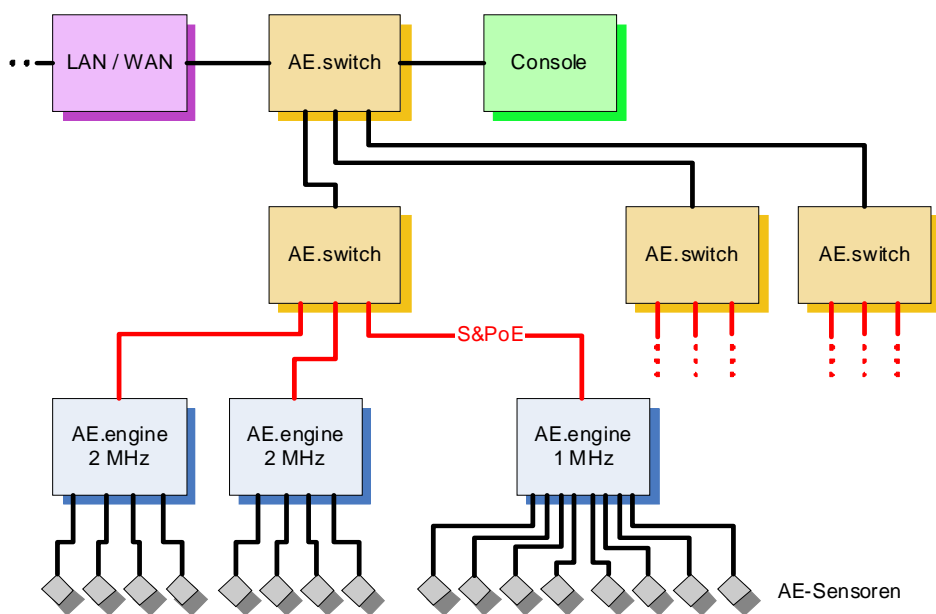 LAN / WAN
AE.switch
Console
AE.switch
AE.switch
AE.switch
S&PoE
AE.engine
2 MHz
AE.engine
2 MHz
AE.engine
1 MHz
AE-Sensoren